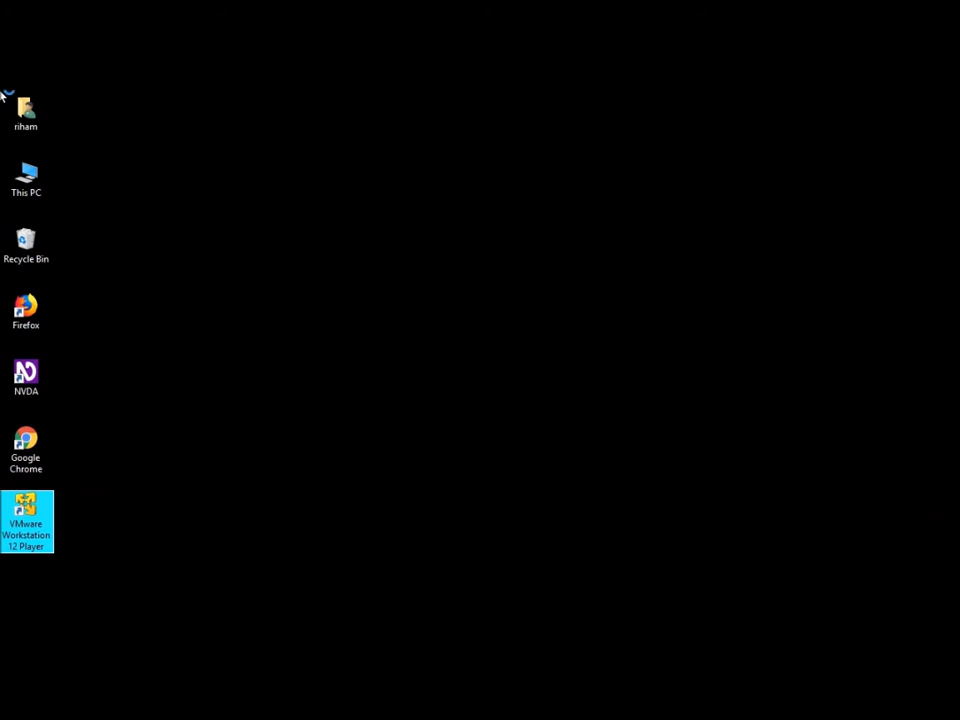 riham
This PC
Recycle Bin
Firefox
NVDA
Google
Chrome
VMware
Workstation
12 Player